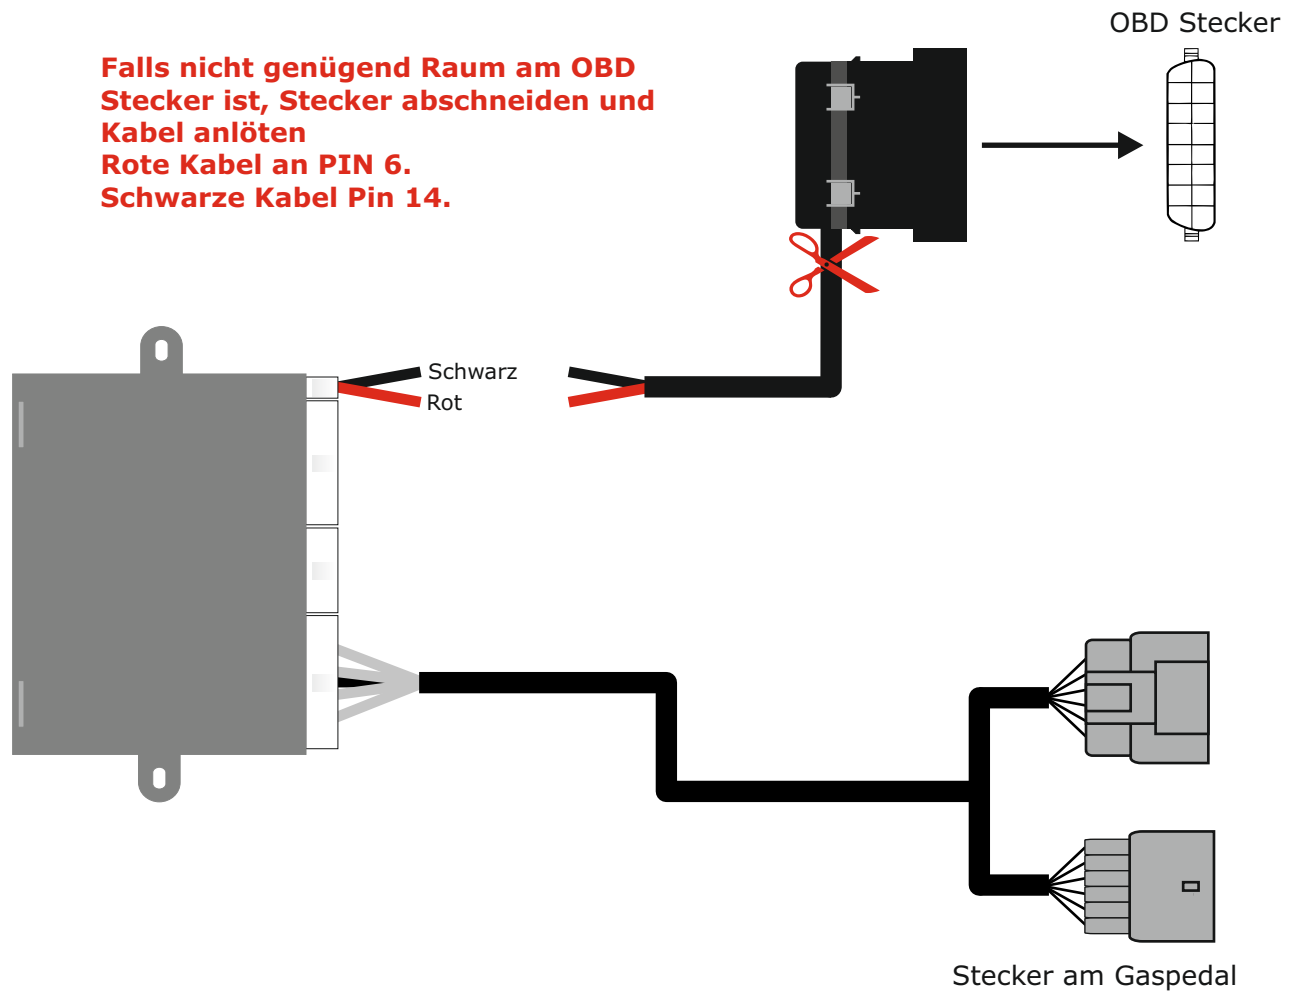 OBD Stecker
Falls nicht genügend Raum am OBD
Stecker ist, Stecker abschneiden und
Kabel anlöten
Rote Kabel an PIN 6.
Schwarze Kabel Pin 14.
Schwarz
Rot
Stecker am Gaspedal